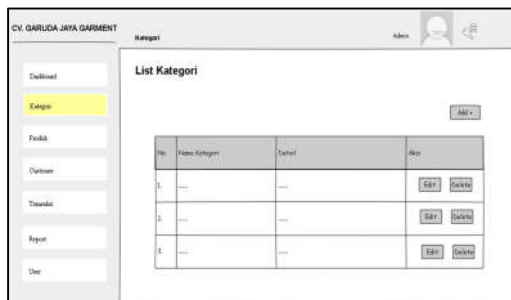 CV. GARUDA JAYA GARMENT
Kategori
Admin
Dashboard
Kategori
Produk
Customer
Transaksi
Report
User
List Kategori
Add +
No Nama Kategori Detail Aksi
1. ..... ..... Edit Delete
2. ..... ..... Edit Delete
3. ..... ..... Edit Delete